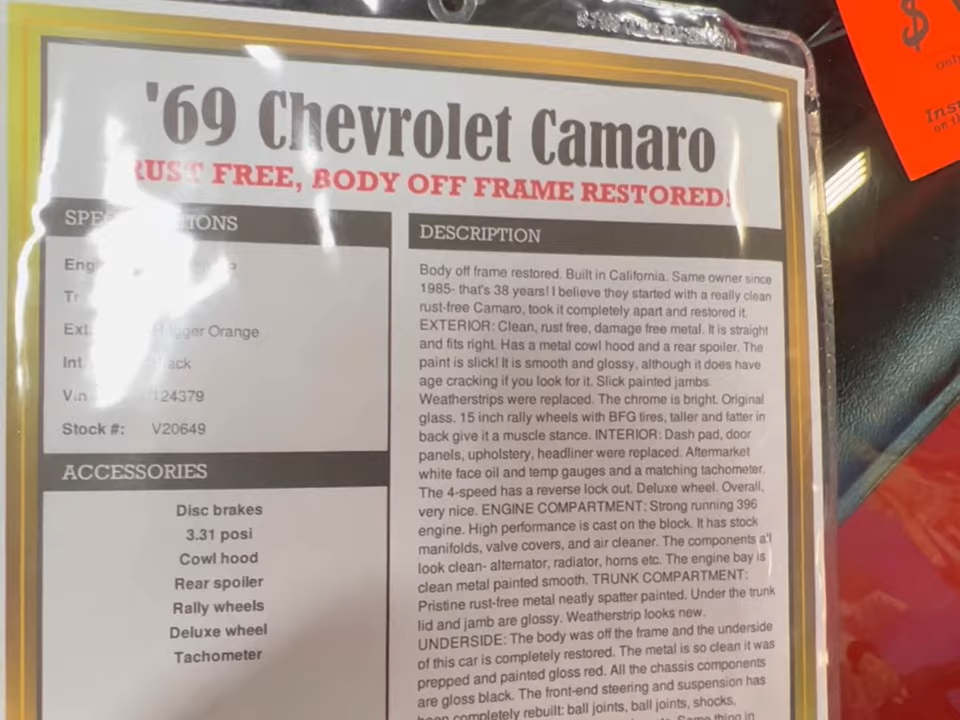 '69 Chevrolet Camaro
RUST FREE, BODY OFF FRAME RESTORED!
SPECIFICATIONS
Orange
Black
124379
Stock #: V20649
ACCESSORIES
Disc brakes
3.31 posi
Cowl hood
Rear spoiler
Rally wheels
Deluxe wheel
Tachometer
DESCRIPTION
Body off frame restored. Built in California. Same owner since
1985- that's 38 years! I believe they started with a really clean
rust-free Camaro, took it completely apart and restored it.
EXTERIOR: Clean, rust free, damage free metal. It is straight
and fits right. Has a metal cowl hood and a rear spoiler. The
paint is slick! It is smooth and glossy, although it does have
age cracking if you look for it. Slick painted jambs.
Weatherstrips were replaced. The chrome is bright. Original
glass. 15 inch rally wheels with BFG tires, taller and fatter in
back give it a muscle stance. INTERIOR: Dash pad, door
panels, upholstery, headliner were replaced. Aftermarket
white face oil and temp gauges and a matching tachometer.
The 4-speed has a reverse lock out. Deluxe wheel. Overall,
very nice. ENGINE COMPARTMENT: Strong running 396
engine. High performance is cast on the block. It has stock
manifolds, valve covers, and air cleaner. The components all
look clean- alternator, radiator, horns etc. The engine bay is
clean metal painted smooth. TRUNK COMPARTMENT:
Pristine rust-free metal neatly spatter painted. Under the trunk
lid and jamb are glossy. Weatherstrip looks new.
UNDERSIDE: The body was off the frame and the underside
of this car is completely restored. The metal is so clean it was
prepped and painted gloss red. All the chassis components
are gloss black. The front-end steering and suspension has
been completely rebuilt: ball joints, ball joints, shocks,
Same thing in
$